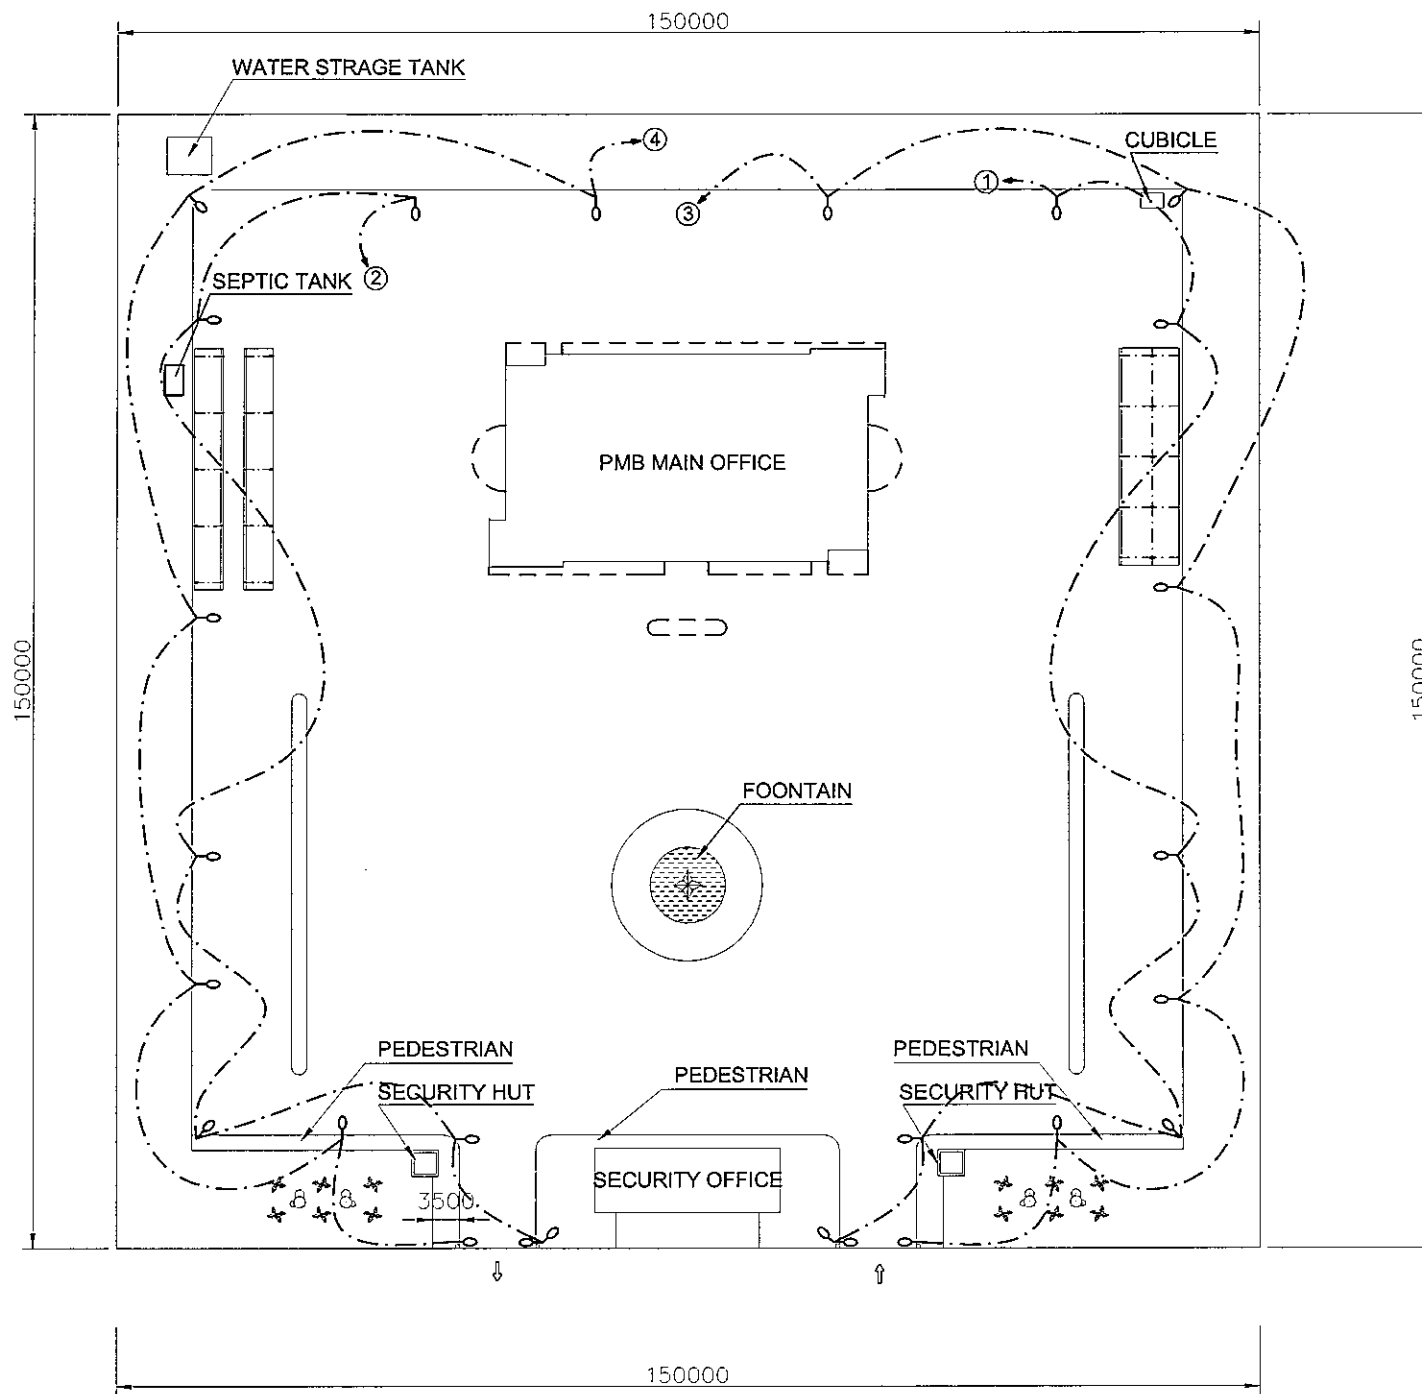 150000
WATER STRAGE TANK
④
CUBICLE
①
③
②
SEPTIC TANK
PMB MAIN OFFICE
150000
150000
FOONTAIN
PEDESTRIAN
PEDESTRIAN
PEDESTRIAN
SECURITY HUT
SECURITY HUT
SECURITY OFFICE
3500
150000